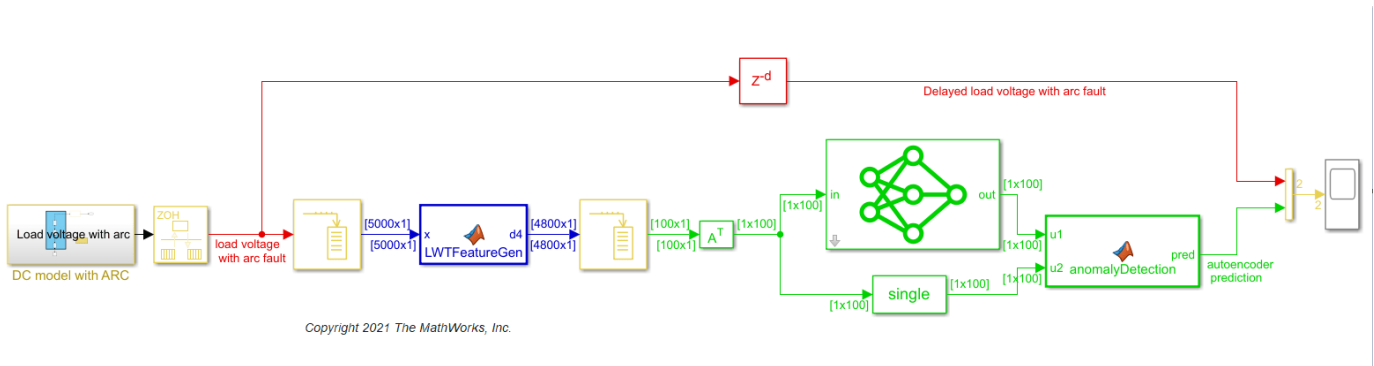 Z-d
Delayed load voltage with arc fault
Load voltage with arc
DC model with ARC
ZOH
load voltage
with arc fault
[5000x1]
[5000x1]
x
d4
LWTFeatureGen
[4800x1]
[4800x1]
[100x1]
[100x1]
AT
[1x100]
[1x100]
in
out
[1x100]
[1x100]
[1x100]
single
[1x100]
[1x100]
u1
u2
pred
anomalyDetection
autoencoder
prediction
2
2
Copyright 2021 The MathWorks, Inc.